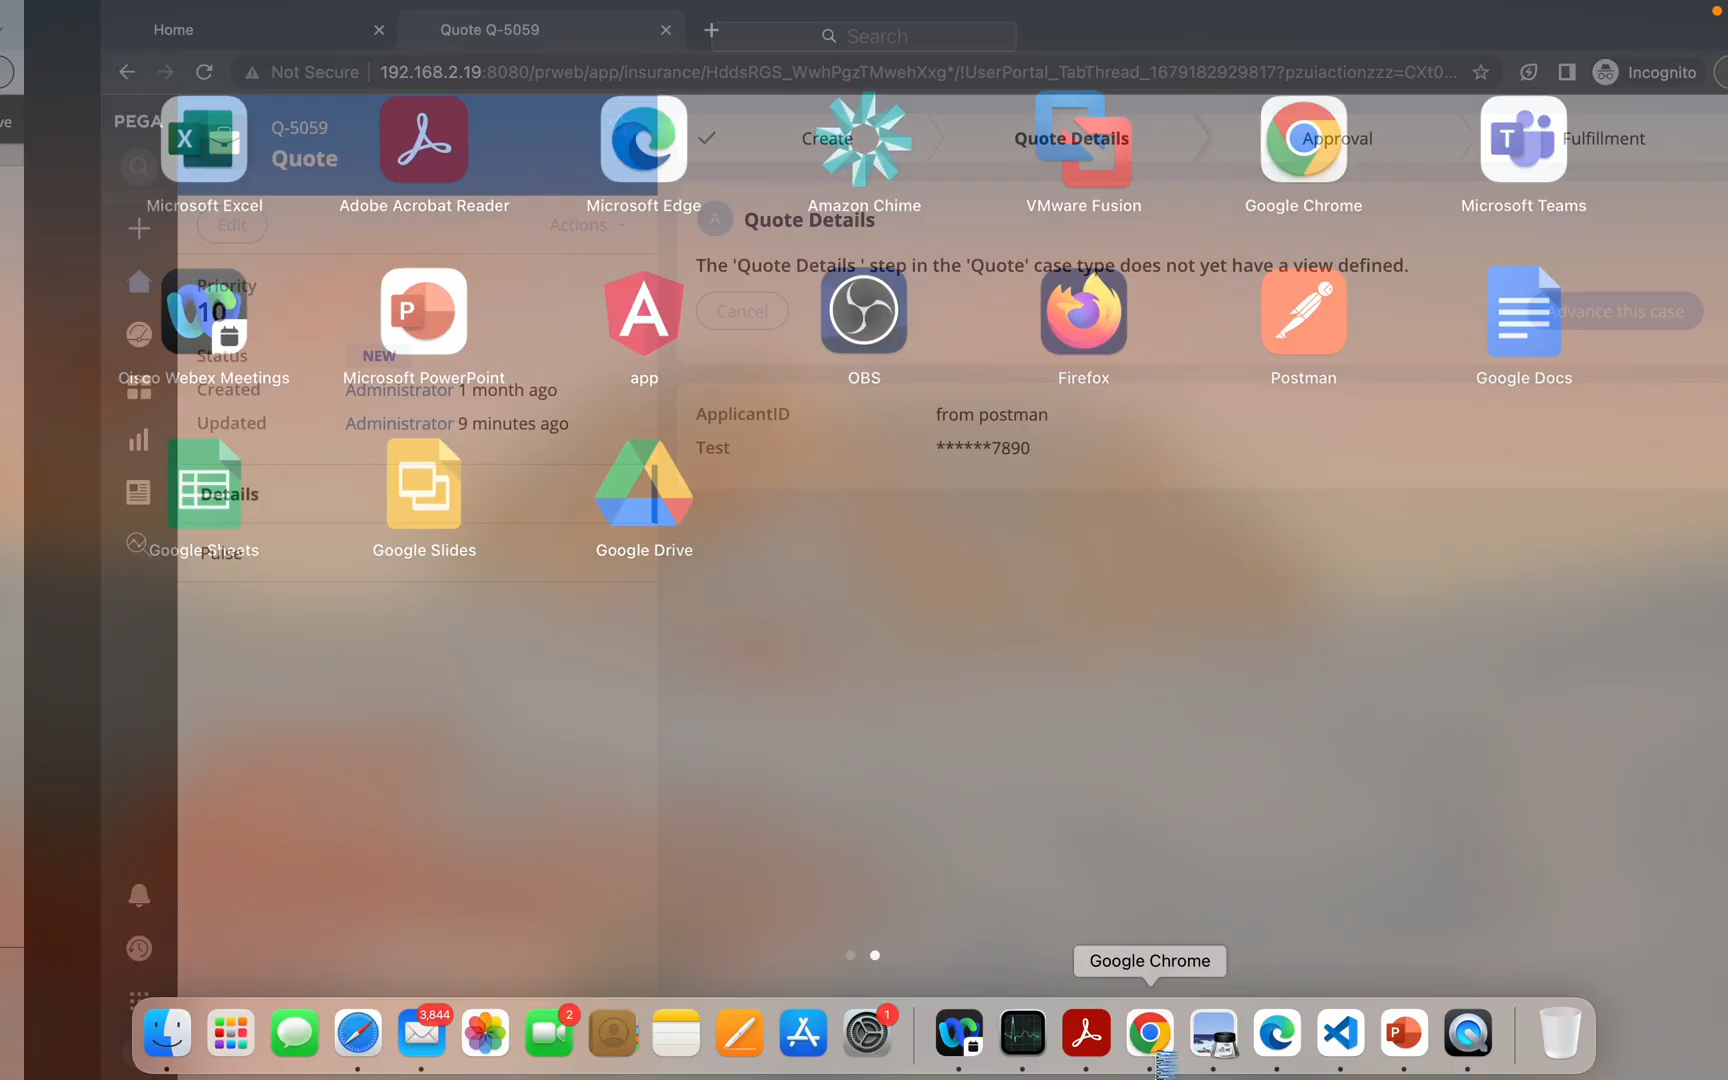 Home
Quote Q-5059
Search
Not Secure
192.168.2.19:8080/prweb/app/insurance/HddsRGS_WwhPgzTMwehXxg*/!UserPortal_TabThread_1679182929817?pzuiactionzzz=CXt0...
Incognito
ve
PEGA
Q-5059
Quote
Create
Quote Details
Approval
Fulfillment
Microsoft Excel
Adobe Acrobat Reader
Microsoft Edge
Amazon Chime
VMware Fusion
Google Chrome
Microsoft Teams
Edit
Actions
A
Quote Details
The 'Quote Details ' step in the 'Quote' case type does not yet have a view defined.
Cancel
Advance this case
Priority
10
Status
NEW
Cisco Webex Meetings
Microsoft PowerPoint
app
OBS
Firefox
Postman
Google Docs
Created
Administrator 1 month ago
Updated
Administrator 9 minutes ago
ApplicantID
from postman
Test
******7890
Details
Google Sheets
Pulse
Google Slides
Google Drive
Google Chrome
3,844
2
1